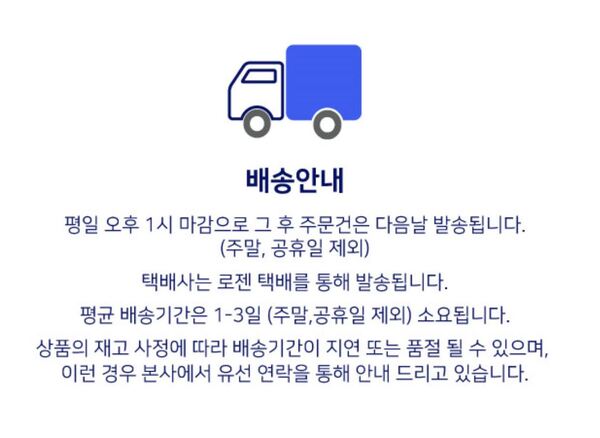 배송안내
평일 오후 1시 마감으로 그 후 주문건은 다음날 발송됩니다.
(주말, 공휴일 제외)
택배사는 로젠 택배를 통해 발송됩니다.
평균 배송기간은 1-3일 (주말,공휴일 제외) 소요됩니다.
상품의 재고 사정에 따라 배송기간이 지연 또는 품절 될 수 있으며,
이런 경우 본사에서 유선 연락을 통해 안내 드리고 있습니다.